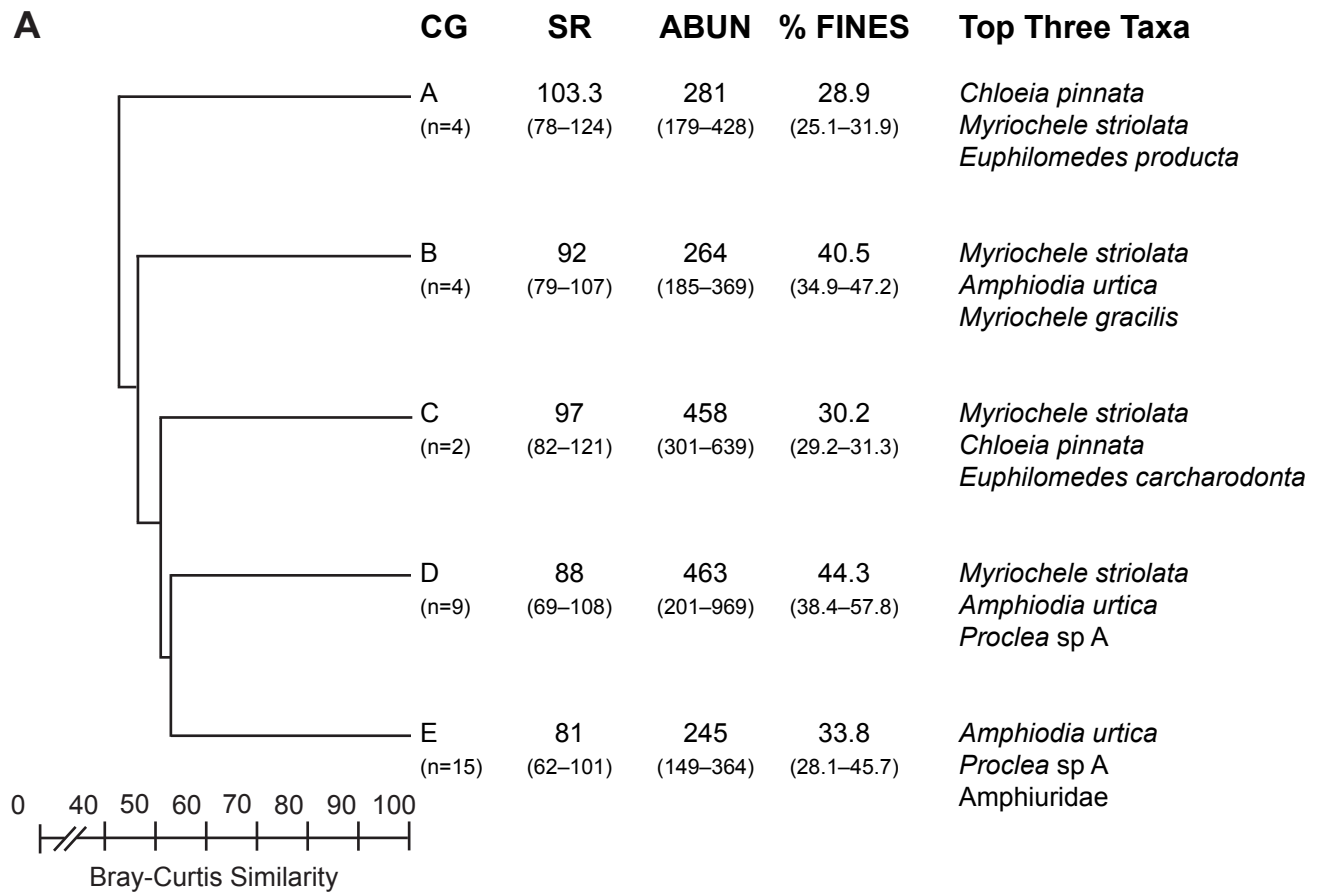 A
CG SR ABUN % FINES Top Three Taxa
A 103.3 281 28.9 Chloeia pinnata
(n=4) (78–124) (179–428) (25.1–31.9) Myriochele striolata
Euphilomedes producta
B 92 264 40.5 Myriochele striolata
(n=4) (79–107) (185–369) (34.9–47.2) Amphiodia urtica
Myriochele gracilis
C 97 458 30.2 Myriochele striolata
(n=2) (82–121) (301–639) (29.2–31.3) Chloeia pinnata
Euphilomedes carcharodonta
D 88 463 44.3 Myriochele striolata
(n=9) (69–108) (201–969) (38.4–57.8) Amphiodia urtica
Proclea sp A
E 81 245 33.8 Amphiodia urtica
(n=15) (62–101) (149–364) (28.1–45.7) Proclea sp A
Amphiuridae
0 40 50 60 70 80 90 100
Bray-Curtis Similarity